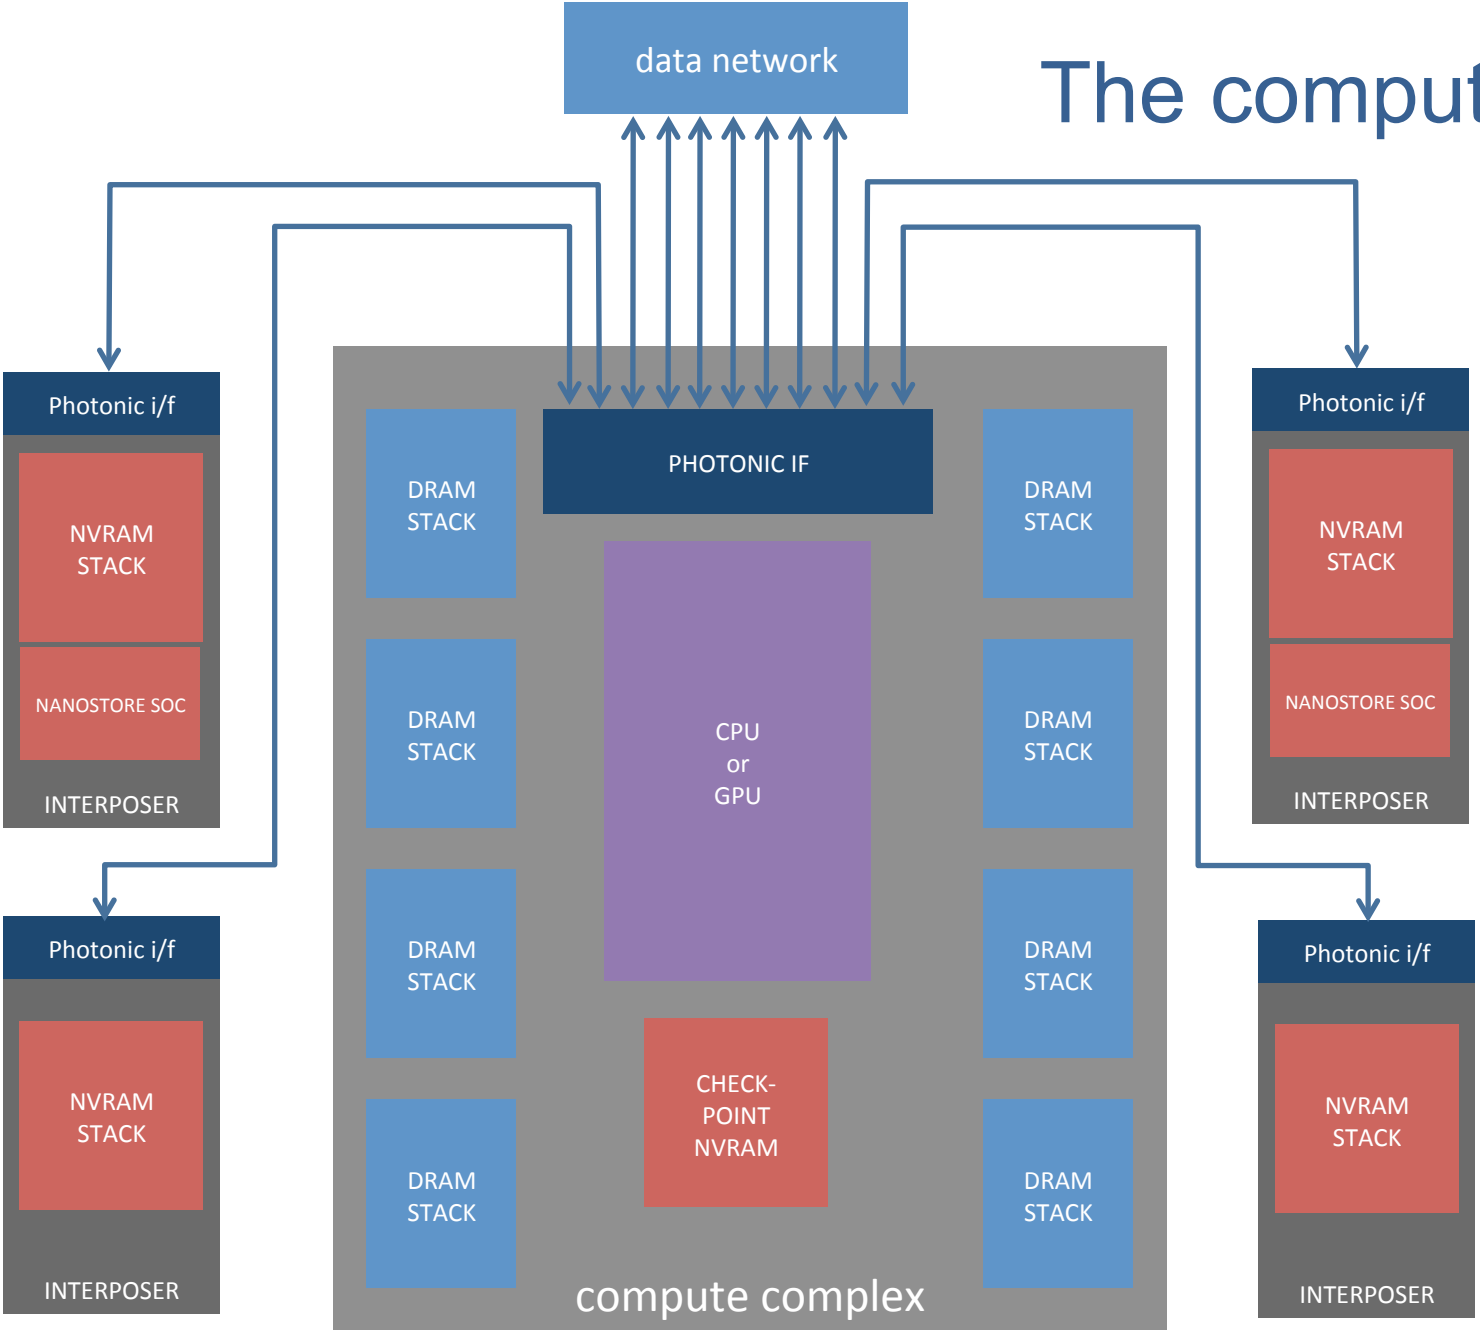 data network
The comput
Photonic i/f
NVRAM
STACK
NANOSTORE SOC
INTERPOSER
Photonic i/f
NVRAM
STACK
INTERPOSER
PHOTONIC IF
DRAM
STACK
DRAM
STACK
DRAM
STACK
DRAM
STACK
CPU
or
GPU
CHECK-
POINT
NVRAM
DRAM
STACK
DRAM
STACK
DRAM
STACK
DRAM
STACK
compute complex
Photonic i/f
NVRAM
STACK
NANOSTORE SOC
INTERPOSER
Photonic i/f
NVRAM
STACK
INTERPOSER